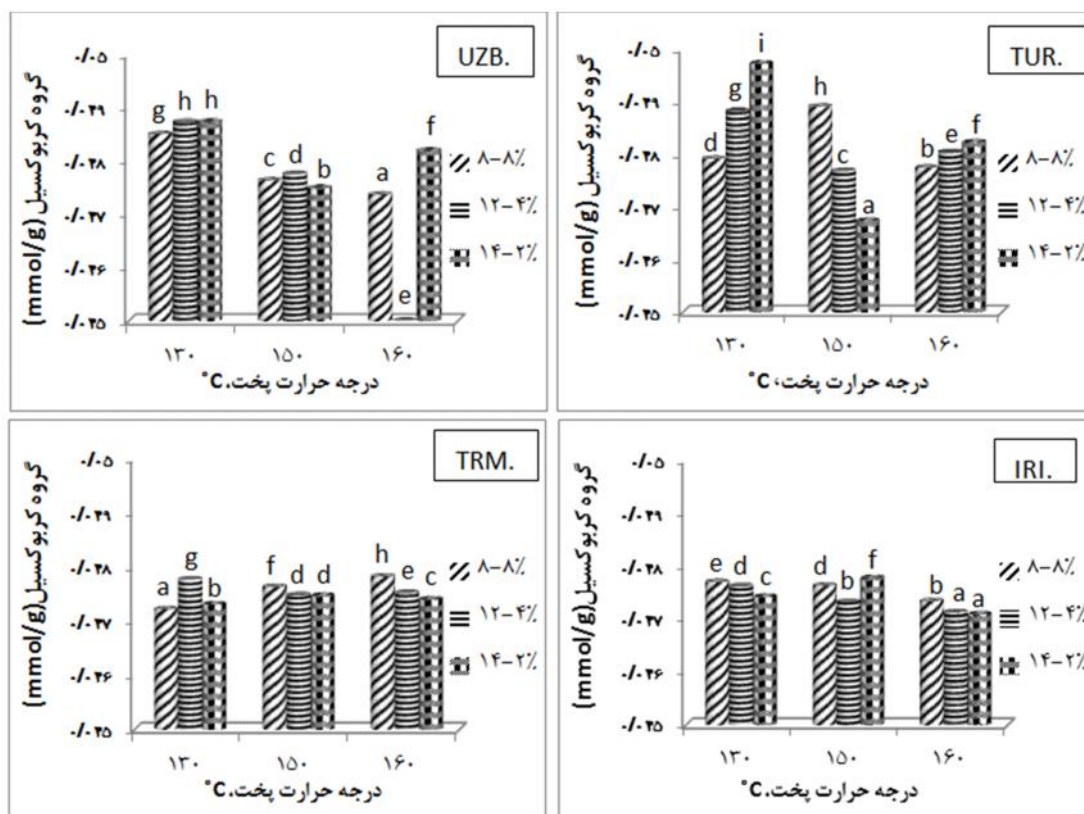 UZB.
گروه کربوکسیل (mmol/g)
۰/۰۵
۰/۰۴۹
۰/۰۴۸
۰/۰۴۷
۰/۰۴۶
۰/۰۴۵
g h h
c d b
a e f
۸-۸٪
۱۲-۴٪
۱۴-۲٪
۱۳۰ ۱۵۰ ۱۶۰
درجه حرارت پخت، °C
TUR.
گروه کربوکسیل (mmol/g)
۰/۰۵
۰/۰۴۹
۰/۰۴۸
۰/۰۴۷
۰/۰۴۶
۰/۰۴۵
d g i
h c a
b e f
۸-۸٪
۱۲-۴٪
۱۴-۲٪
۱۳۰ ۱۵۰ ۱۶۰
درجه حرارت پخت، °C
TRM.
گروه کربوکسیل(mmol/g)
۰/۰۵
۰/۰۴۹
۰/۰۴۸
۰/۰۴۷
۰/۰۴۶
۰/۰۴۵
a g b
f d d
h e c
۸-۸٪
۱۲-۴٪
۱۴-۲٪
۱۳۰ ۱۵۰ ۱۶۰
درجه حرارت پخت، °C
IRI.
گروه کربوکسیل(mmol/g)
۰/۰۵
۰/۰۴۹
۰/۰۴۸
۰/۰۴۷
۰/۰۴۶
۰/۰۴۵
e d c
d b f
b a a
۸-۸٪
۱۲-۴٪
۱۴-۲٪
۱۳۰ ۱۵۰ ۱۶۰
درجه حرارت پخت، °C